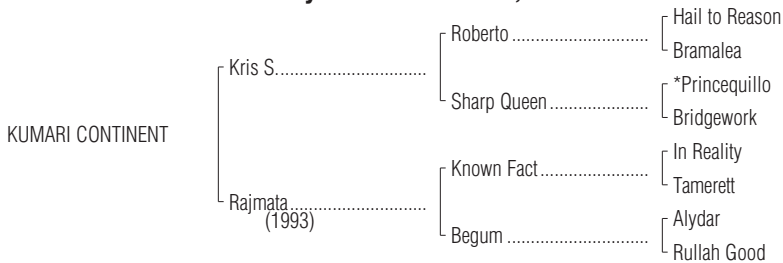 Hail to Reason
Roberto
Bramalea
Kris S.
*Princequillo
Sharp Queen
Bridgework
KUMARI CONTINENT
In Reality
Known Fact
Tamerett
Rajmata
(1993)
Alydar
Begum
Rullah Good